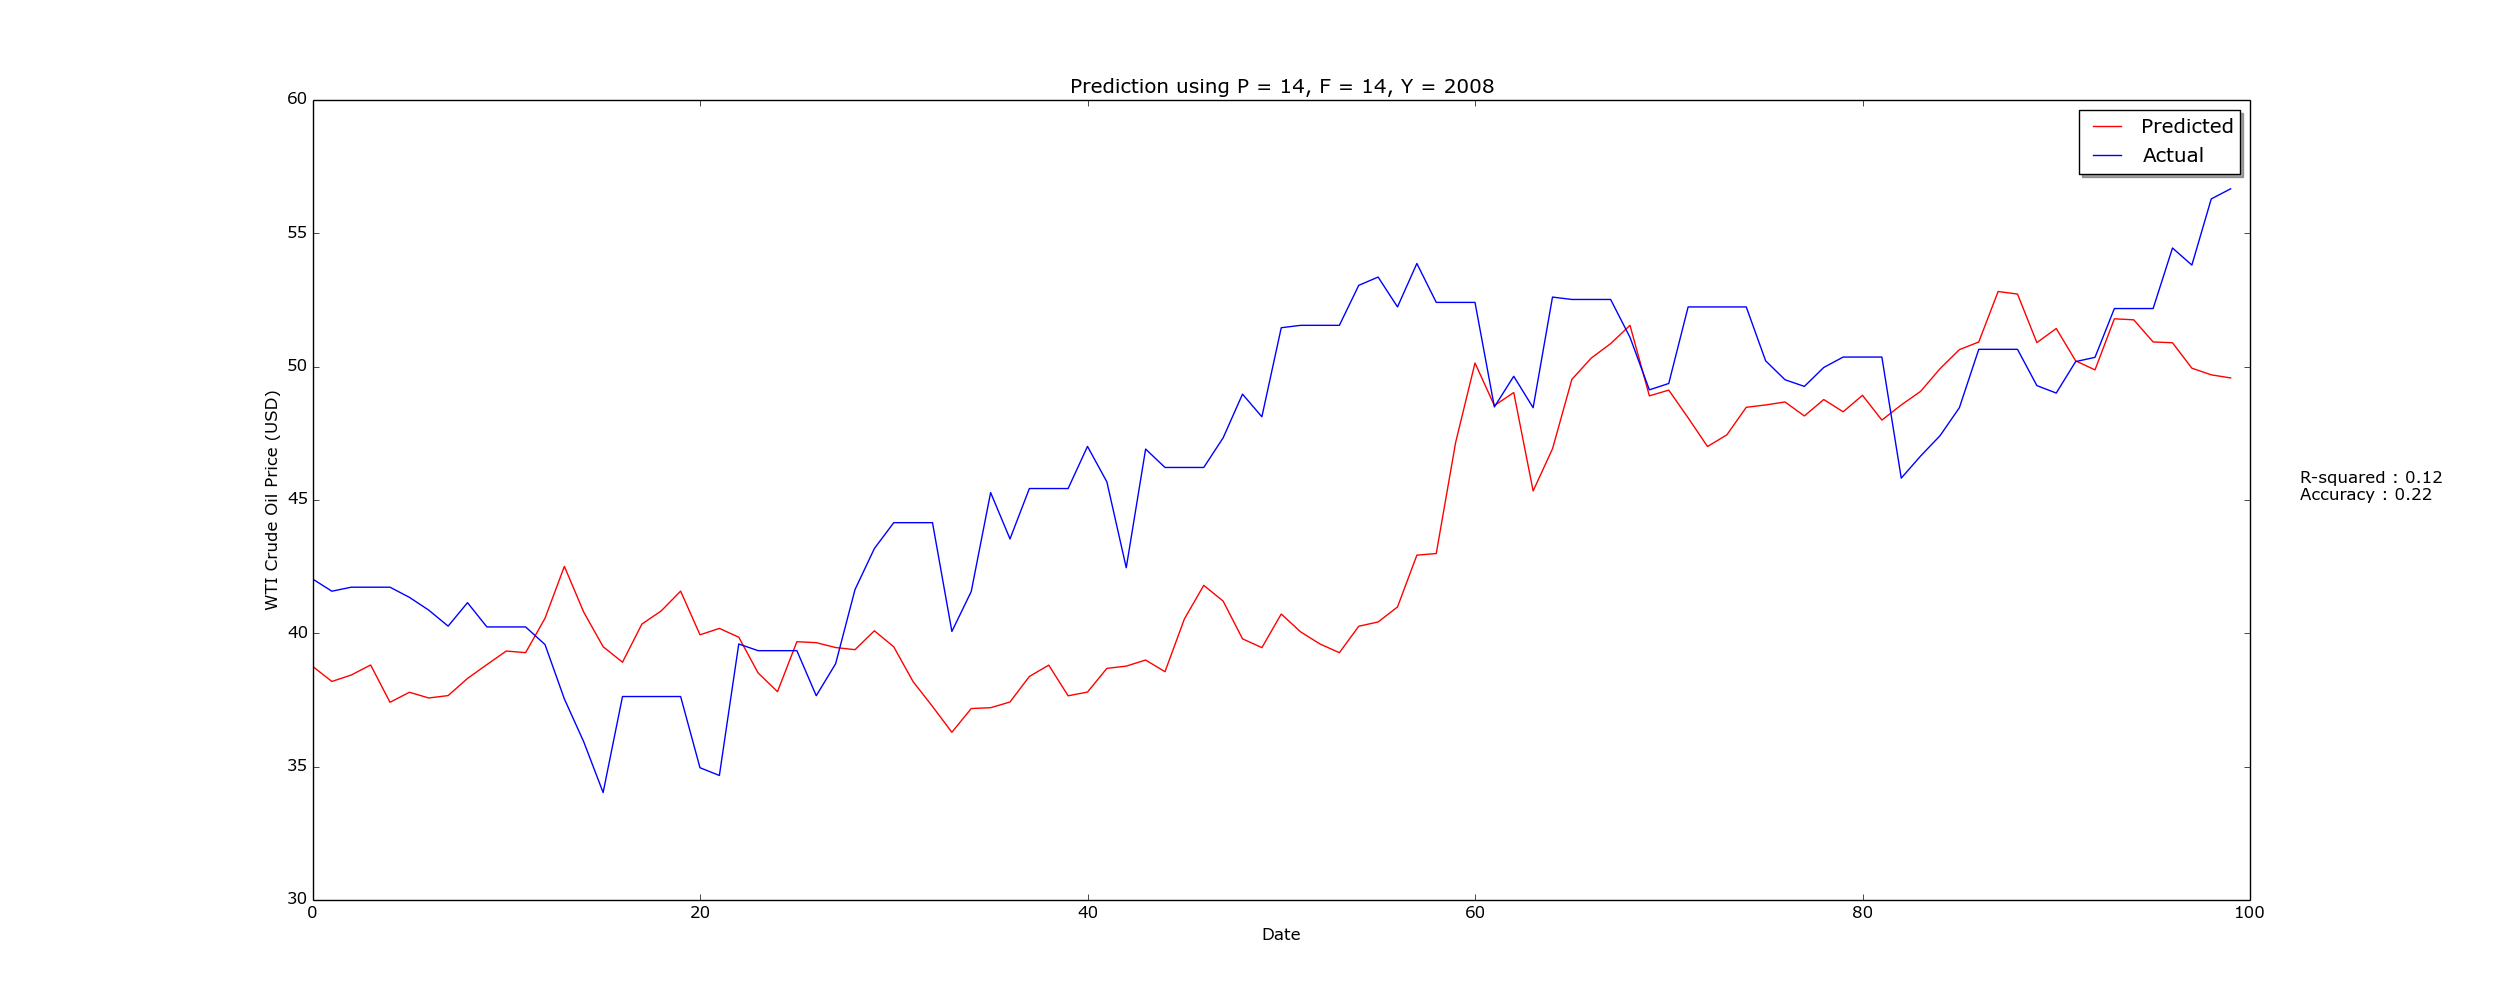 Prediction using P = 14, F = 14, Y = 2008
60
55
50
45
40
35
30
WTI Crude Oil Price (USD)
Predicted
Actual
R-squared : 0.12
Accuracy : 0.22
0 20 40 60 80 100
Date